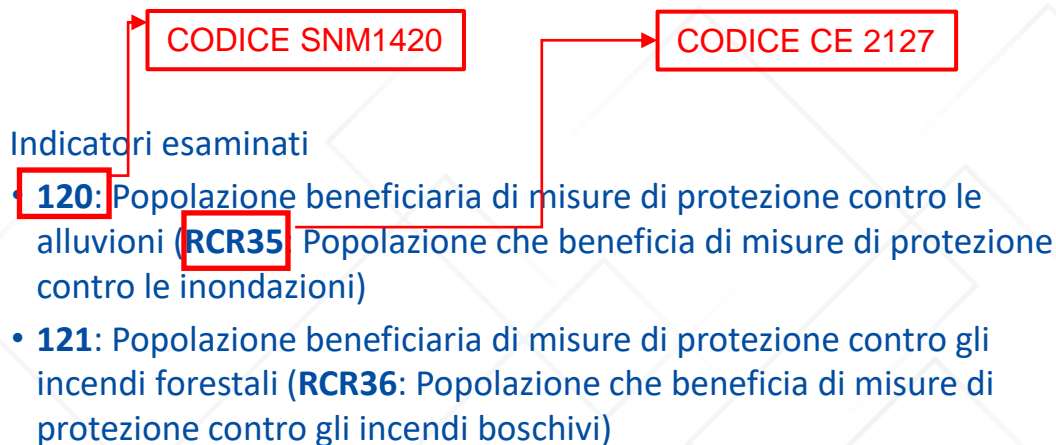 CODICE SNM1420
CODICE CE 2127
Indicatori esaminati
• 120: Popolazione beneficiaria di misure di protezione contro le
alluvioni (RCR35: Popolazione che beneficia di misure di protezione
contro le inondazioni)
• 121: Popolazione beneficiaria di misure di protezione contro gli
incendi forestali (RCR36: Popolazione che beneficia di misure di
protezione contro gli incendi boschivi)